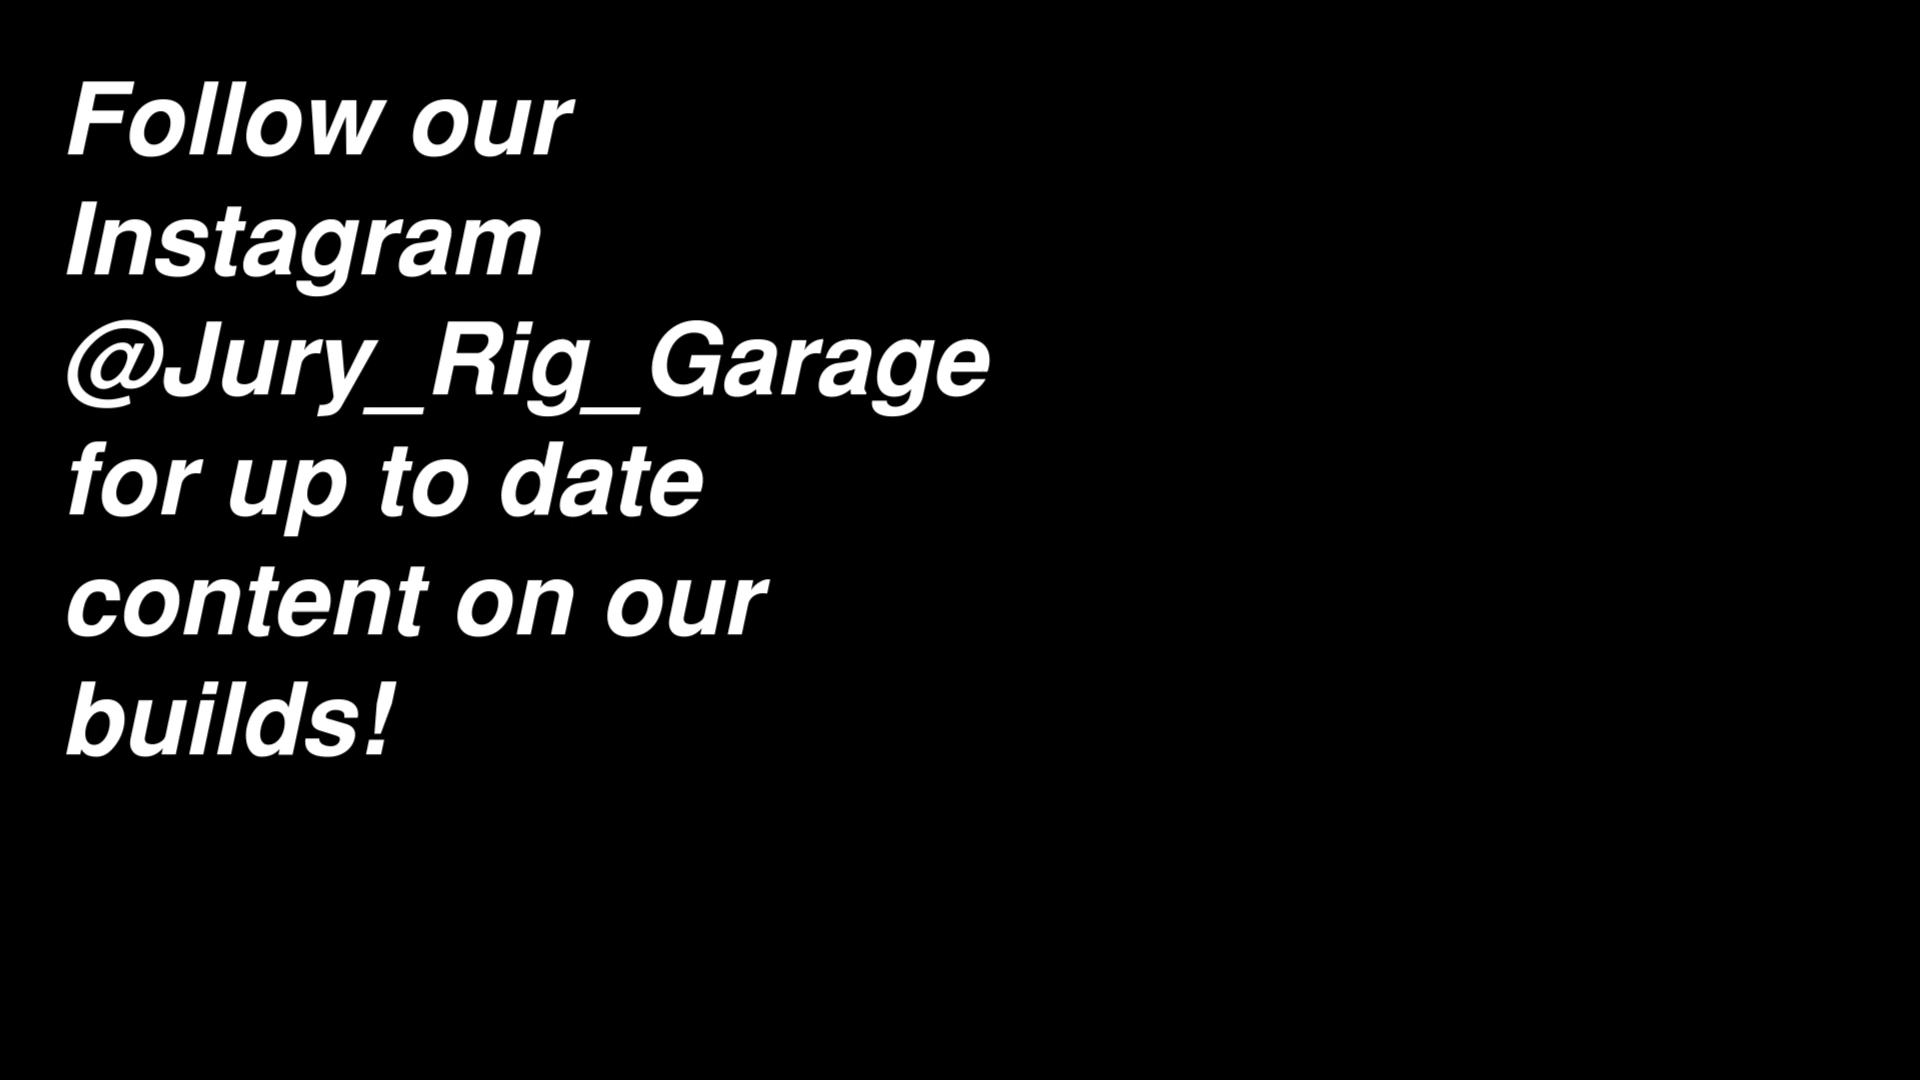 Follow our
Instagram
@Jury_Rig_Garage
for up to date
content on our
builds!